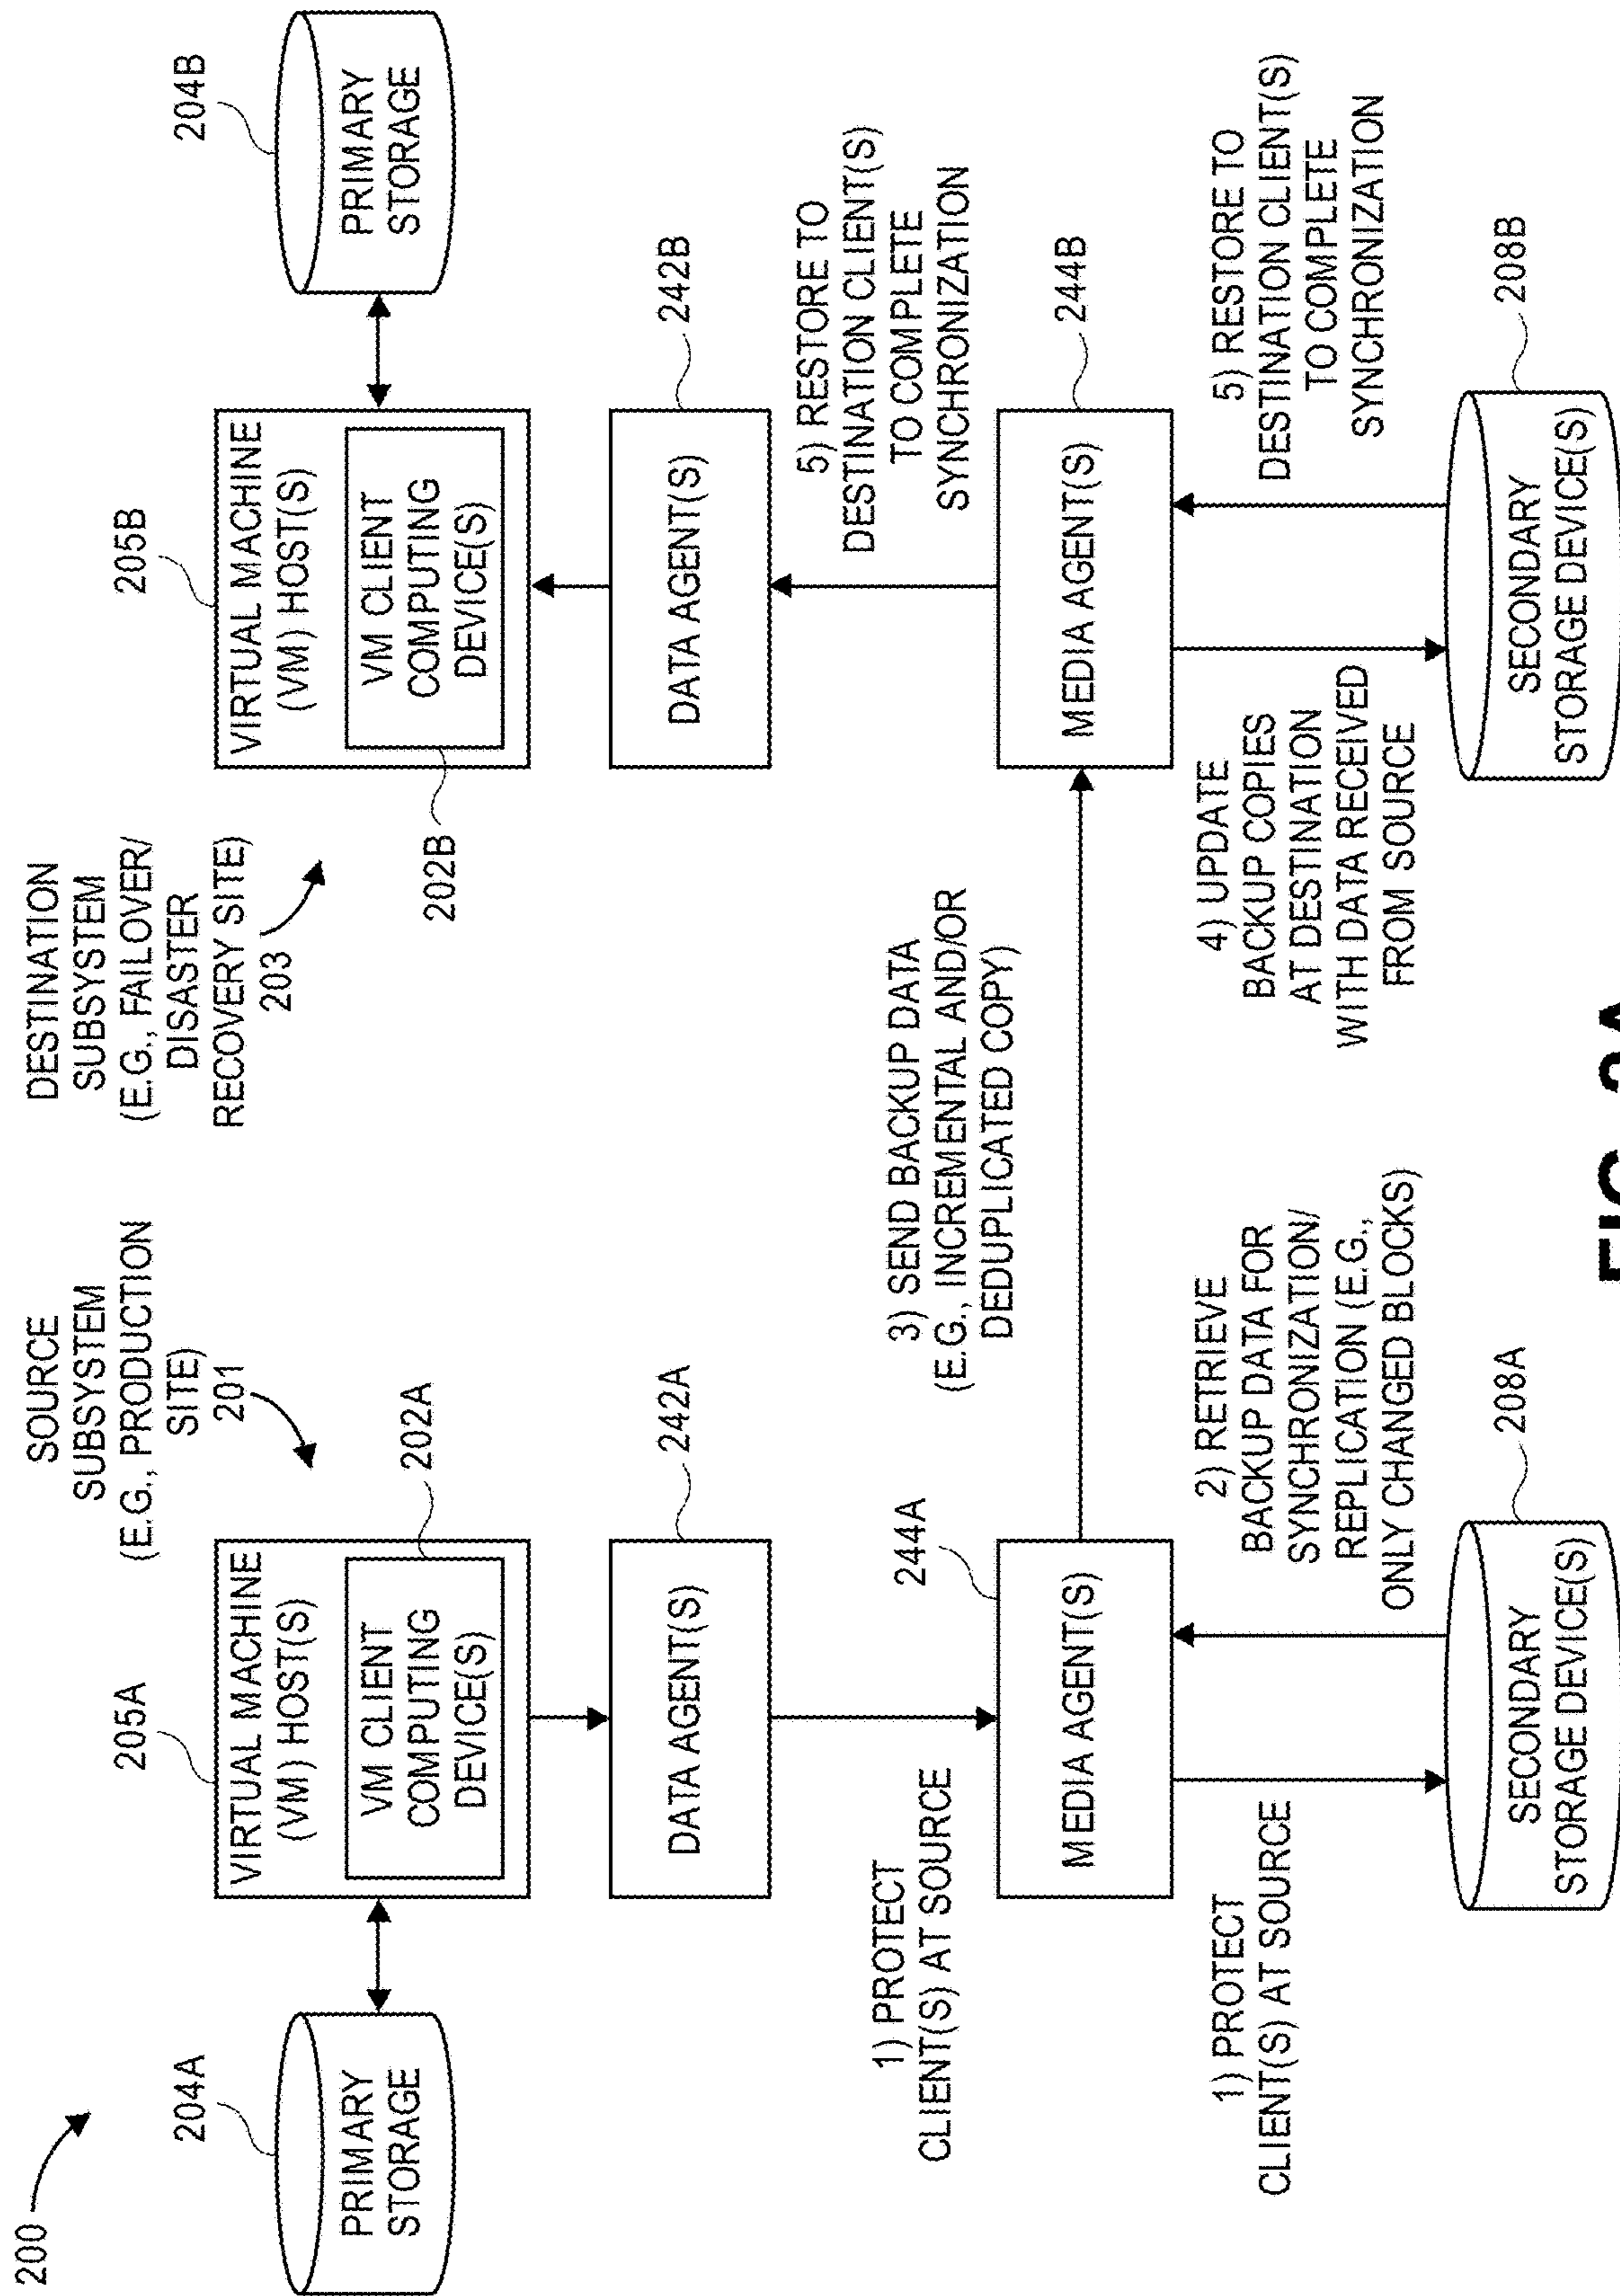 200
SOURCE
SUBSYSTEM
(E.G., PRODUCTION
SITE)
201
DESTINATION
SUBSYSTEM
(E.G., FAILOVER/
DISASTER
RECOVERY SITE)
203
204A
PRIMARY
STORAGE
205A
VIRTUAL MACHINE
(VM) HOST(S)
VM CLIENT
COMPUTING
DEVICE(S)
202A
205B
VIRTUAL MACHINE
(VM) HOST(S)
VM CLIENT
COMPUTING
DEVICE(S)
202B
204B
PRIMARY
STORAGE
DATA AGENT(S)
242A
DATA AGENT(S)
242B
1) PROTECT
CLIENT(S) AT SOURCE
3) SEND BACKUP DATA
(E.G., INCREMENTAL AND/OR
DEDUPLICATED COPY)
5) RESTORE TO
DESTINATION CLIENT(S)
TO COMPLETE
SYNCHRONIZATION
244A
MEDIA AGENT(S)
MEDIA AGENT(S)
244B
1) PROTECT
CLIENT(S) AT SOURCE
2) RETRIEVE
BACKUP DATA FOR
SYNCHRONIZATION/
REPLICATION (E.G.,
ONLY CHANGED BLOCKS)
4) UPDATE
BACKUP COPIES
AT DESTINATION
WITH DATA RECEIVED
FROM SOURCE
5) RESTORE TO
DESTINATION CLIENT(S)
TO COMPLETE
SYNCHRONIZATION
SECONDARY
STORAGE DEVICE(S)
208A
SECONDARY
STORAGE DEVICE(S)
208B
FIG. 2A